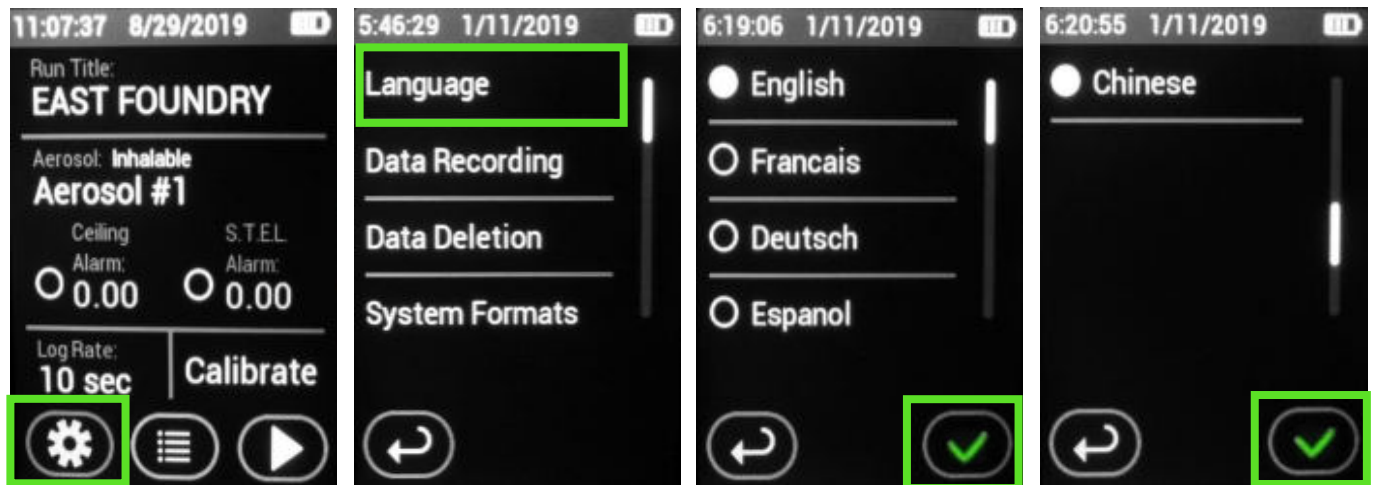 11:07:37 8/29/2019
Run Title:
EAST FOUNDRY
Aerosol: Inhalable
Aerosol #1
Ceiling S.T.E.L.
Alarm: Alarm:
0.00 0.00
Log Rate:
10 sec
Calibrate
5:46:29 1/11/2019
Language
Data Recording
Data Deletion
System Formats
6:19:06 1/11/2019
English
Francais
Deutsch
Espanol
6:20:55 1/11/2019
Chinese